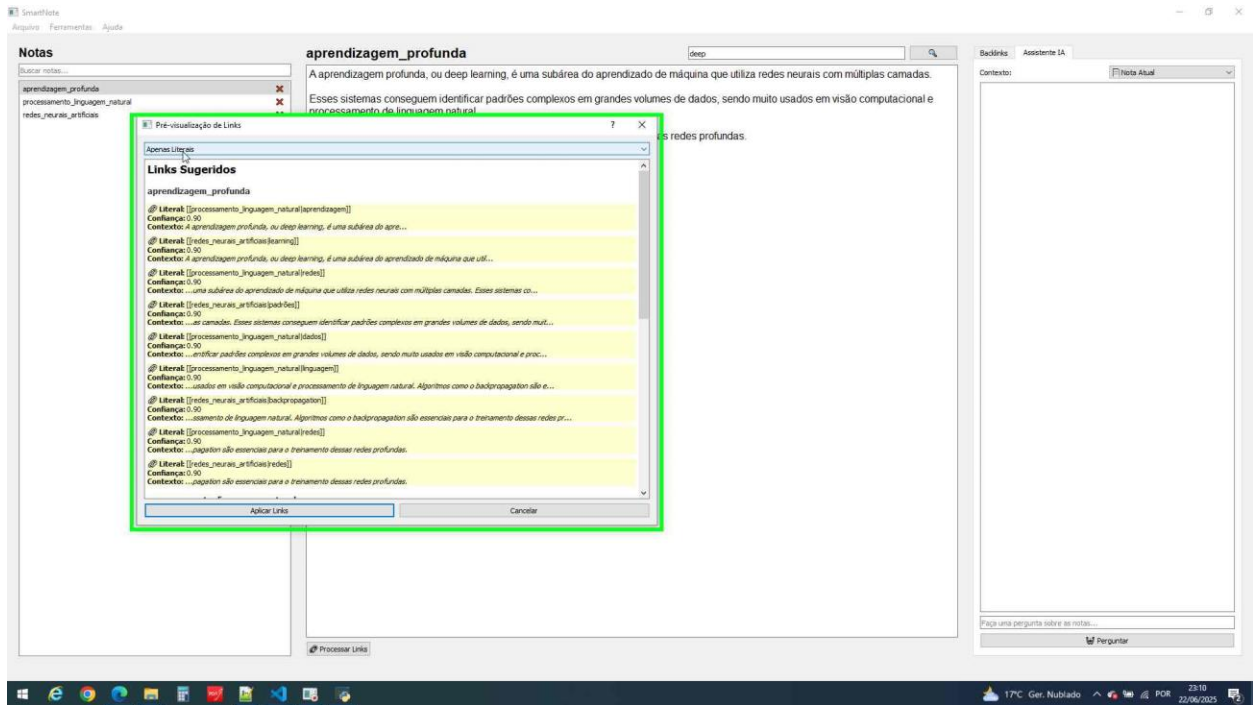 SmartNote
Arquivo Ferramentas Ajuda
Notas
Buscar notas...
aprendizagem_profunda
processamento_linguagem_natural
redes_neurais_artificiais
aprendizagem_profunda
deep
A aprendizagem profunda, ou deep learning, é uma subárea do aprendizado de máquina que utiliza redes neurais com múltiplas camadas.
Esses sistemas conseguem identificar padrões complexos em grandes volumes de dados, sendo muito usados em visão computacional e
processamento de linguagem natural
s redes profundas.
Pré-visualização de Links
? X
Apenas Literais
Links Sugeridos
aprendizagem_profunda
Literal: [[processamento_linguagem_natural|aprendizagem]]
Confiança: 0.90
Contexto: A aprendizagem profunda, ou deep learning, é uma subárea do apre...
Literal: [[redes_neurais_artificiais|learning]]
Confiança: 0.90
Contexto: A aprendizagem profunda, ou deep learning, é uma subárea do aprendizado de máquina que util...
Literal: [[processamento_linguagem_natural|redes]]
Confiança: 0.90
Contexto: ...uma subárea do aprendizado de máquina que utiliza redes neurais com múltiplas camadas. Esses sistemas co...
Literal: [[redes_neurais_artificiais|padrões]]
Confiança: 0.90
Contexto: ...as camadas. Esses sistemas conseguem identificar padrões complexos em grandes volumes de dados, sendo muit...
Literal: [[processamento_linguagem_natural|dados]]
Confiança: 0.90
Contexto: ...entificar padrões complexos em grandes volumes de dados, sendo muito usados em visão computacional e proc...
Literal: [[processamento_linguagem_natural|linguagem]]
Confiança: 0.90
Contexto: ...usados em visão computacional e processamento de linguagem natural. Algoritmos como o backpropagation são e...
Literal: [[redes_neurais_artificiais|backpropagation]]
Confiança: 0.90
Contexto: ...ssamento de linguagem natural. Algoritmos como o backpropagation são essenciais para o treinamento dessas redes pr...
Literal: [[processamento_linguagem_natural|redes]]
Confiança: 0.90
Contexto: ...pagation são essenciais para o treinamento dessas redes profundas.
Literal: [[redes_neurais_artificiais|redes]]
Confiança: 0.90
Contexto: ...pagation são essenciais para o treinamento dessas redes profundas.
Aplicar Links
Cancelar
Processar Links
Backlinks Assistente IA
Contexto: Nota Atual
Faça uma pergunta sobre as notas...
Perguntar
17°C Ger. Nublado
POR
23:10
22/06/2025